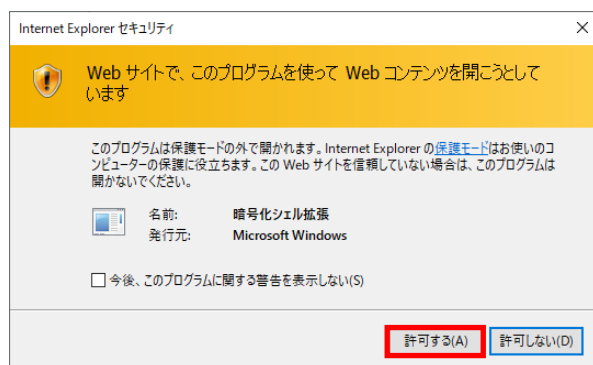 Internet Explorer セキュリティ
Web サイトで、このプログラムを使って Web コンテンツを開こうとして
います
このプログラムは保護モードの外で開かれます。Internet Explorer の保護モードはお使いのコ
ンピューターの保護に役立ちます。この Web サイトを信頼していない場合は、このプログラムは
開かないでください。
名前: 暗号化シェル拡張
発行元: Microsoft Windows
今後、このプログラムに関する警告を表示しない(S)
許可する(A) 許可しない(D)